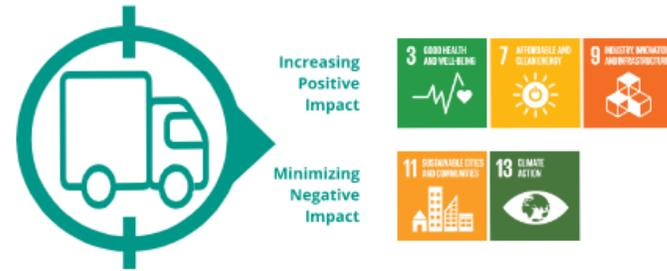 Increasing
Positive
Impact
3 GOOD HEALTH
AND WELL-BEING
7 AFFORDABLE AND
CLEAN ENERGY
9 INDUSTRY, INNOVATION
AND INFRASTRUCTURE
Minimizing
Negative
Impact
11 SUSTAINABLE CITIES
AND COMMUNITIES
13 CLIMATE
ACTION